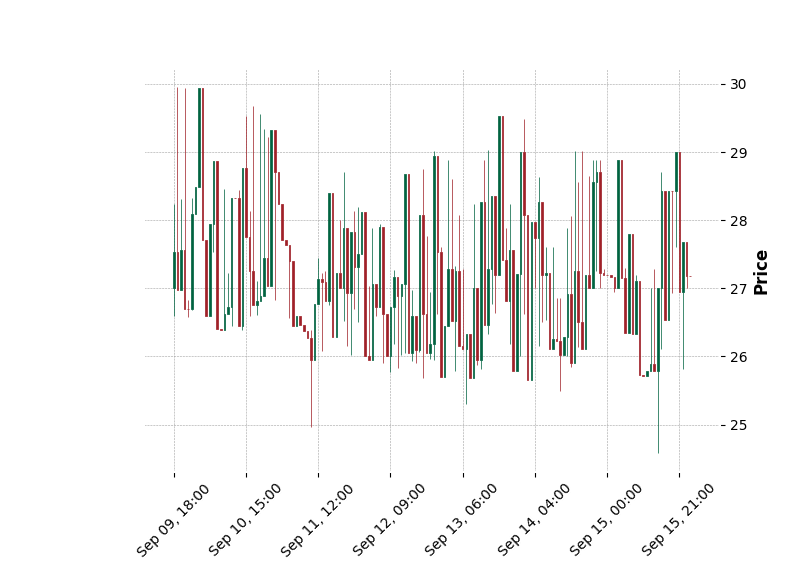 30
29
28
27
26
25
Price
Sep 09, 18:00
Sep 10, 15:00
Sep 11, 12:00
Sep 12, 09:00
Sep 13, 06:00
Sep 14, 04:00
Sep 15, 00:00
Sep 15, 21:00